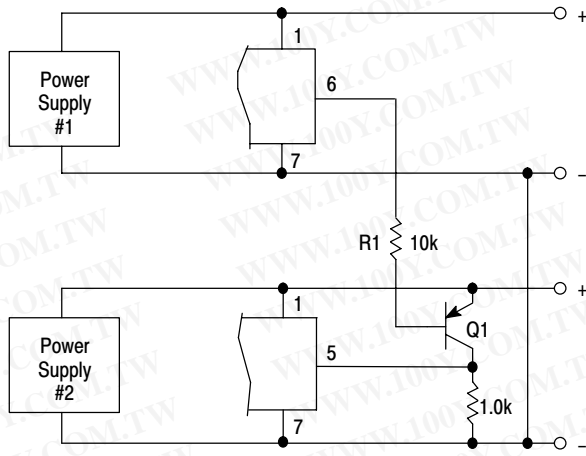 +
1
Power
Supply
#1
6
7
−
R1
10k
+
1
Q1
Power
Supply
#2
5
1.0k
7
−
WWW.100Y.COM.TW